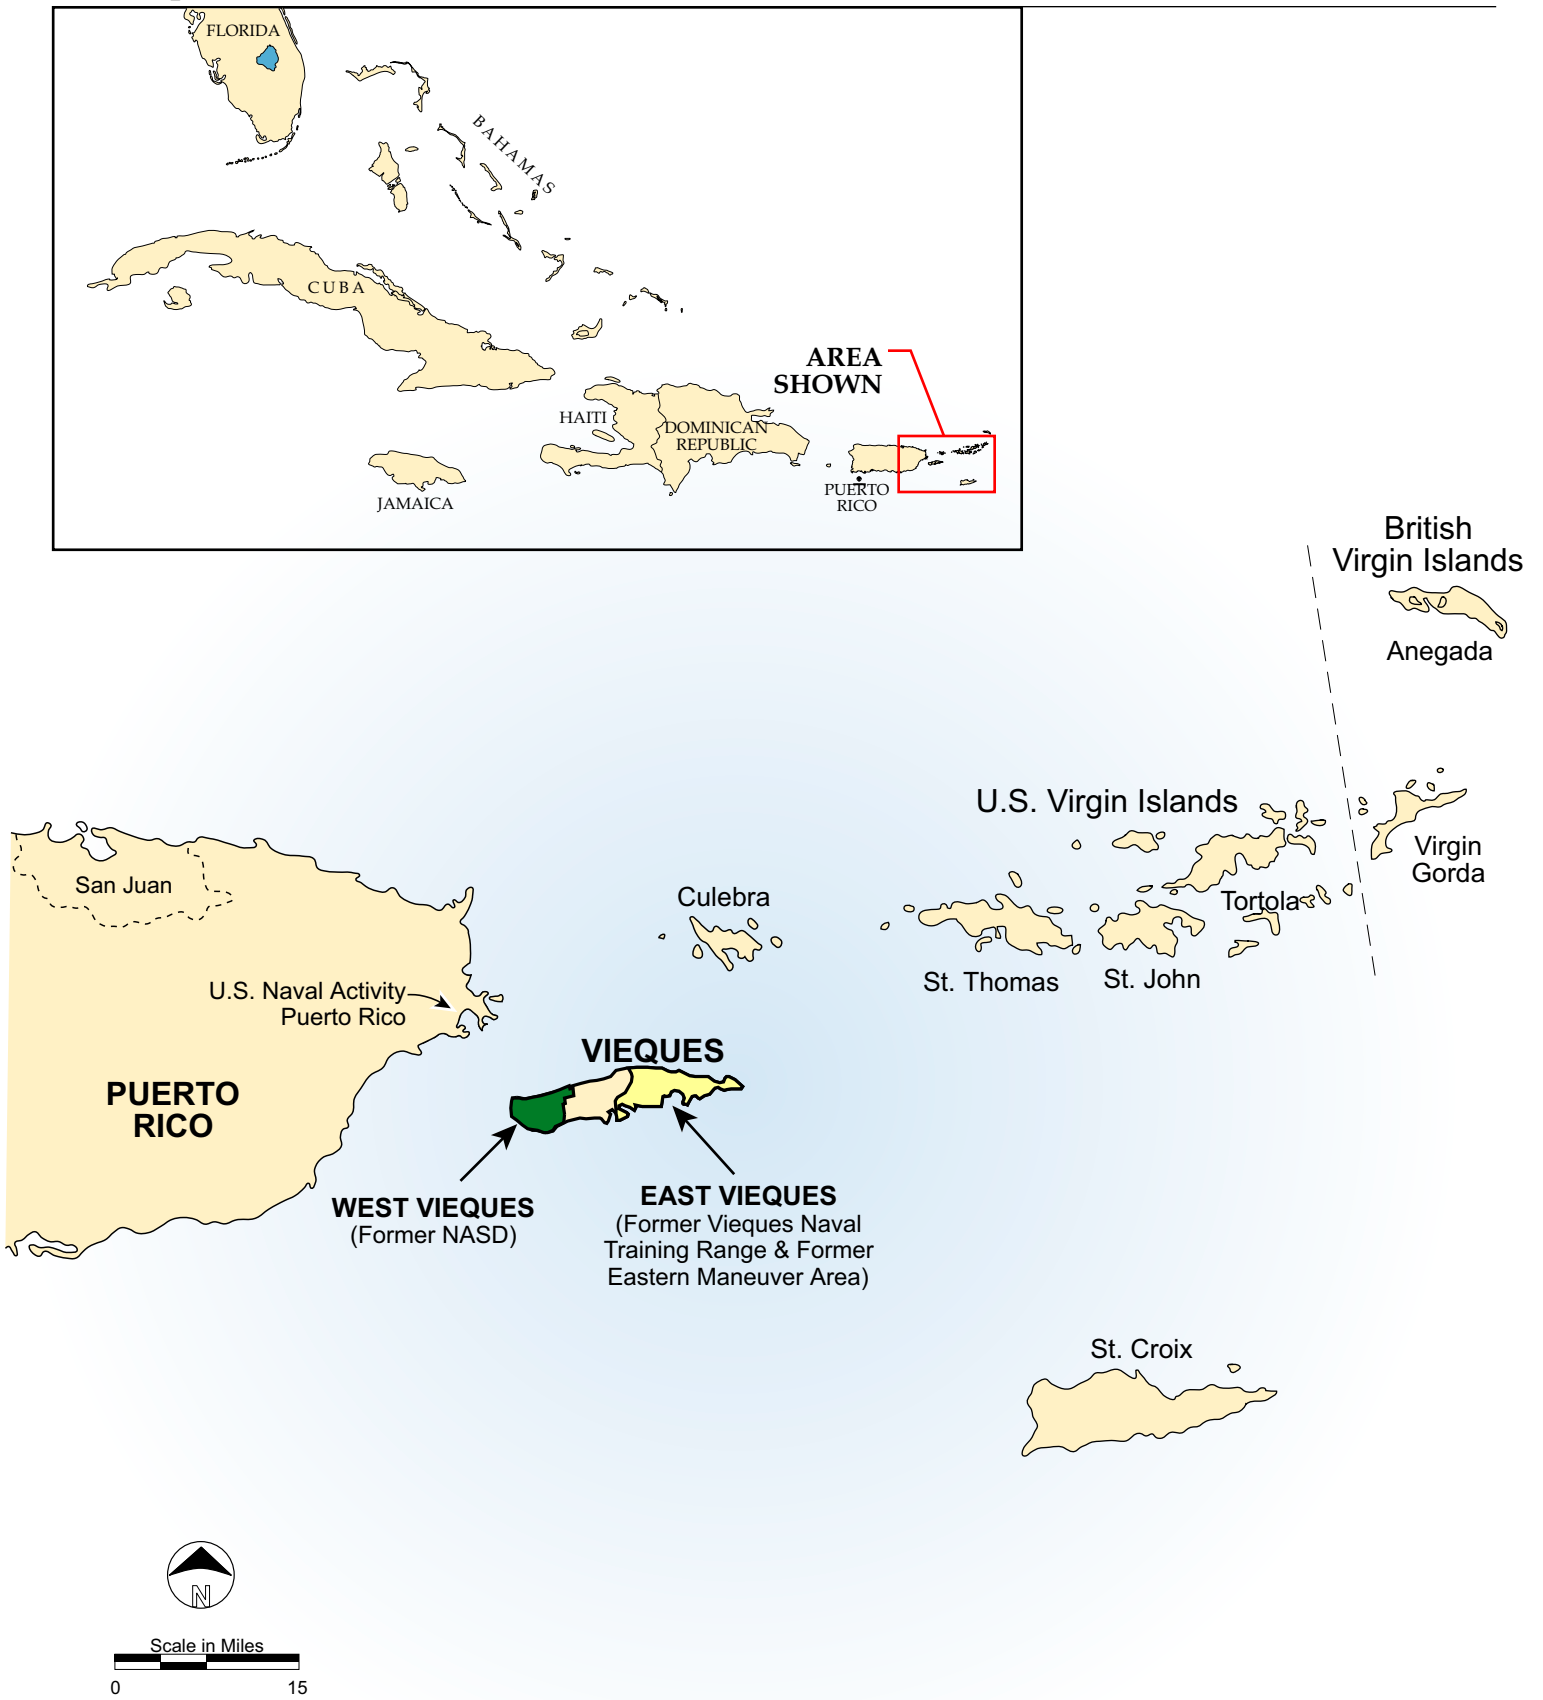 FLORIDA
BAHAMAS
CUBA
AREA
SHOWN
HAITI
DOMINICAN
REPUBLIC
JAMAICA
PUERTO
RICO
British
Virgin Islands
Anegada
U.S. Virgin Islands
Virgin
Gorda
San Juan
Culebra
Tortola
St. Thomas
St. John
U.S. Naval Activity
Puerto Rico
VIEQUES
PUERTO
RICO
WEST VIEQUES
(Former NASD)
EAST VIEQUES
(Former Vieques Naval
Training Range & Former
Eastern Maneuver Area)
St. Croix
N
Scale in Miles
0 15